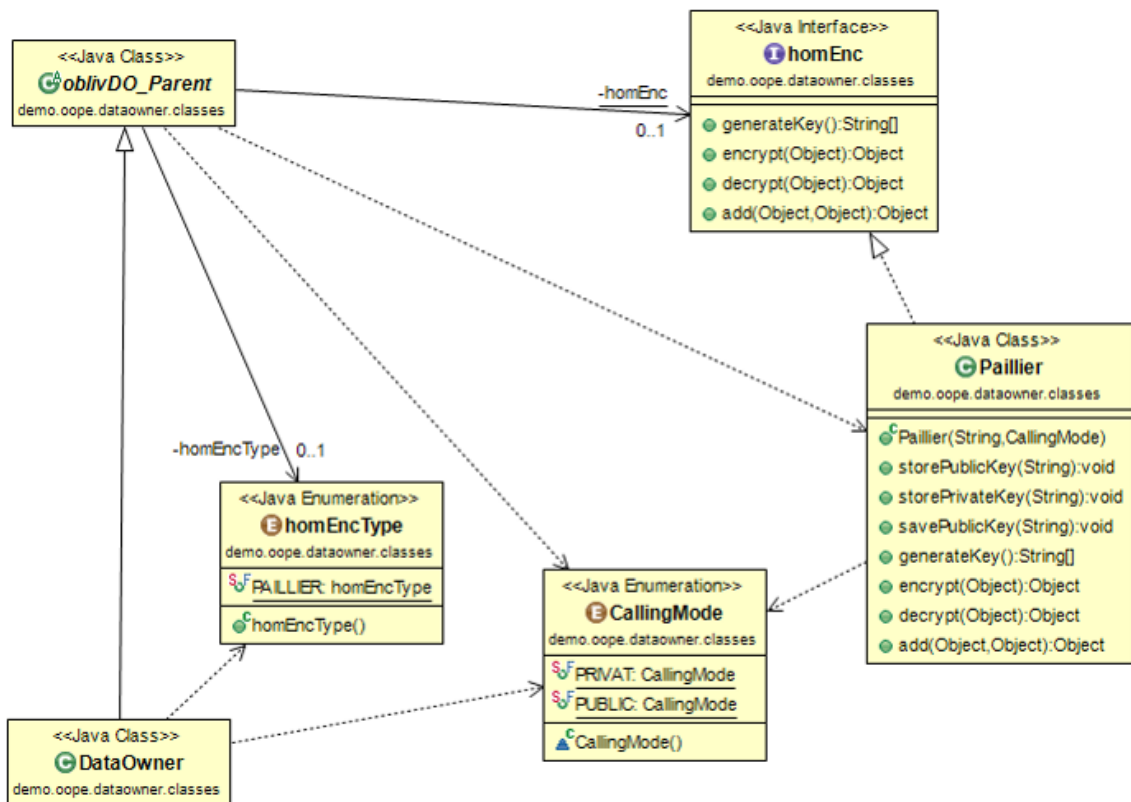 <<Java Class>>
oblivDO_Parent
demo.oope.dataowner.classes
<<Java Interface>>
homEnc
demo.oope.dataowner.classes
generateKey():String[]
encrypt(Object):Object
decrypt(Object):Object
add(Object,Object):Object
-homEnc
0..1
<<Java Class>>
Paillier
demo.oope.dataowner.classes
Paillier(String,CallingMode)
storePublicKey(String):void
storePrivateKey(String):void
savePublicKey(String):void
generateKey():String[]
encrypt(Object):Object
decrypt(Object):Object
add(Object,Object):Object
-homEncType 0..1
<<Java Enumeration>>
homEncType
demo.oope.dataowner.classes
PAILLIER: homEncType
homEncType()
<<Java Enumeration>>
CallingMode
demo.oope.dataowner.classes
PRIVAT: CallingMode
PUBLIC: CallingMode
CallingMode()
<<Java Class>>
DataOwner
demo.oope.dataowner.classes